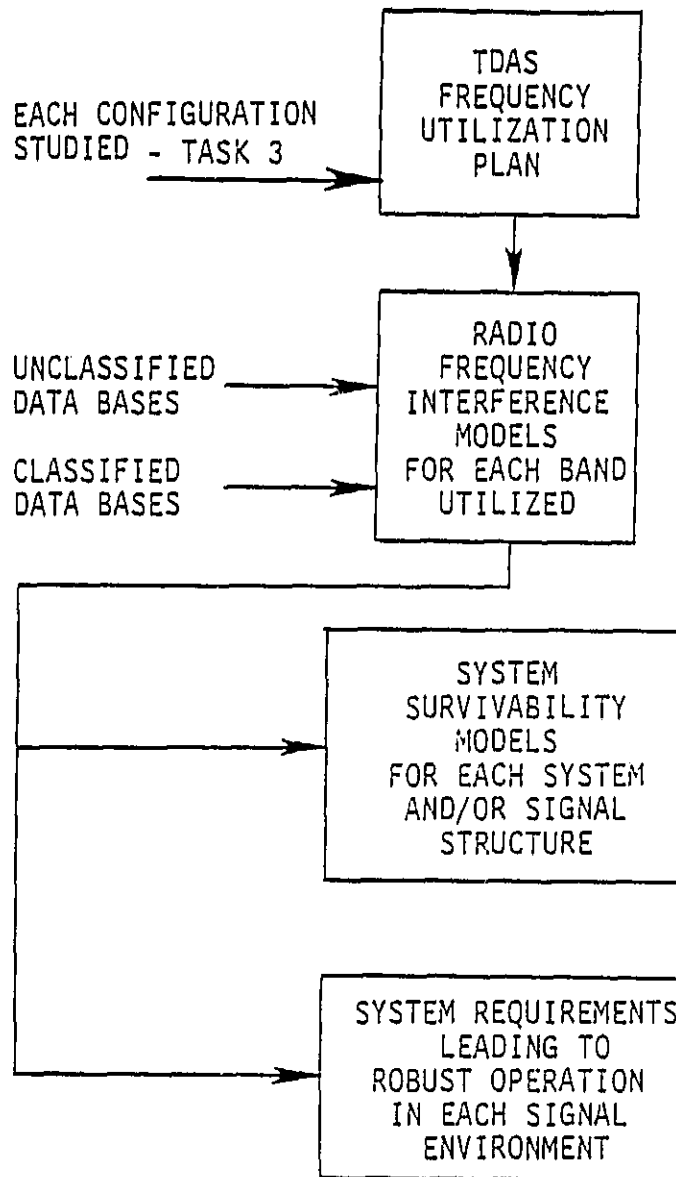 TDAS
FREQUENCY
UTILIZATION
PLAN
EACH CONFIGURATION
STUDIED - TASK 3
RADIO
FREQUENCY
INTERFERENCE
MODELS
FOR EACH BAND
UTILIZED
UNCLASSIFIED
DATA BASES
CLASSIFIED
DATA BASES
SYSTEM
SURVIVABILITY
MODELS
FOR EACH SYSTEM
AND/OR SIGNAL
STRUCTURE
SYSTEM REQUIREMENTS
LEADING TO
ROBUST OPERATION
IN EACH SIGNAL
ENVIRONMENT